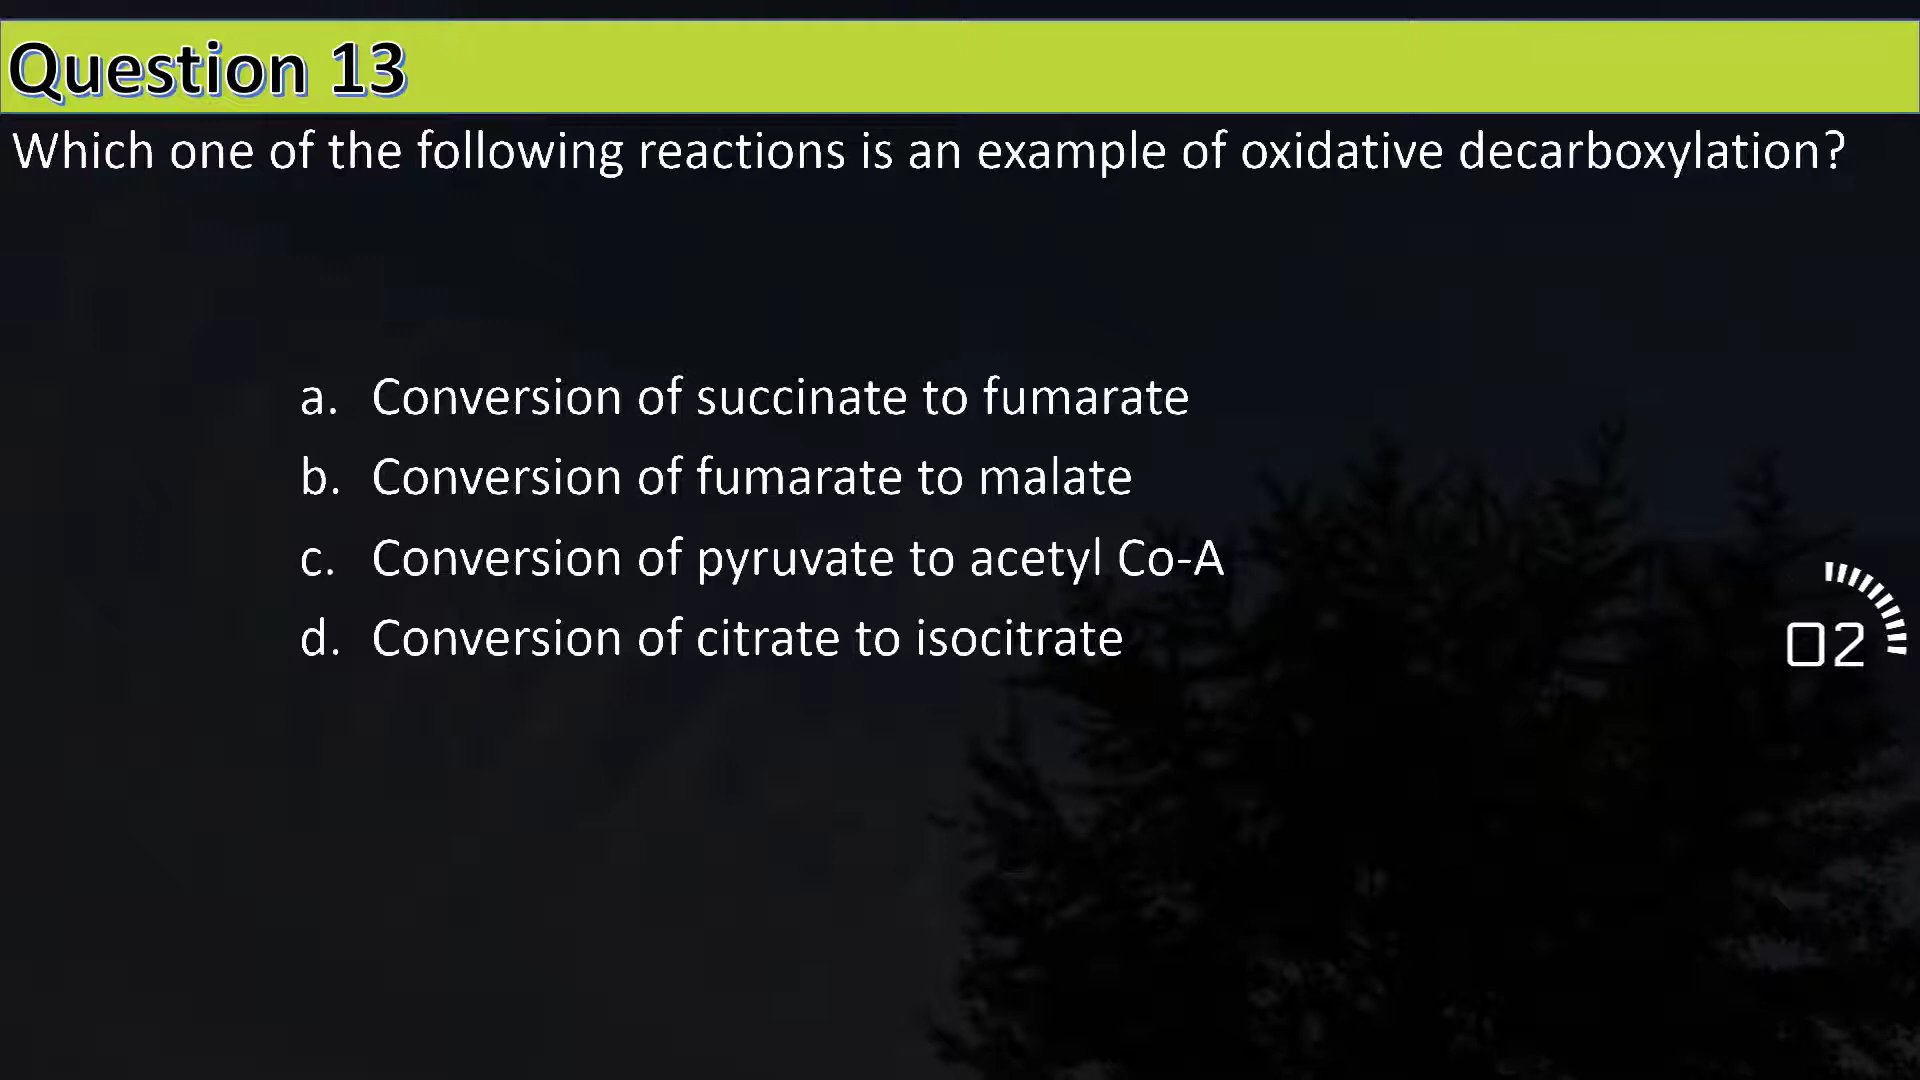 Question 13
Which one of the following reactions is an example of oxidative decarboxylation?
a. Conversion of succinate to fumarate
b. Conversion of fumarate to malate
c. Conversion of pyruvate to acetyl Co-A
d. Conversion of citrate to isocitrate
02